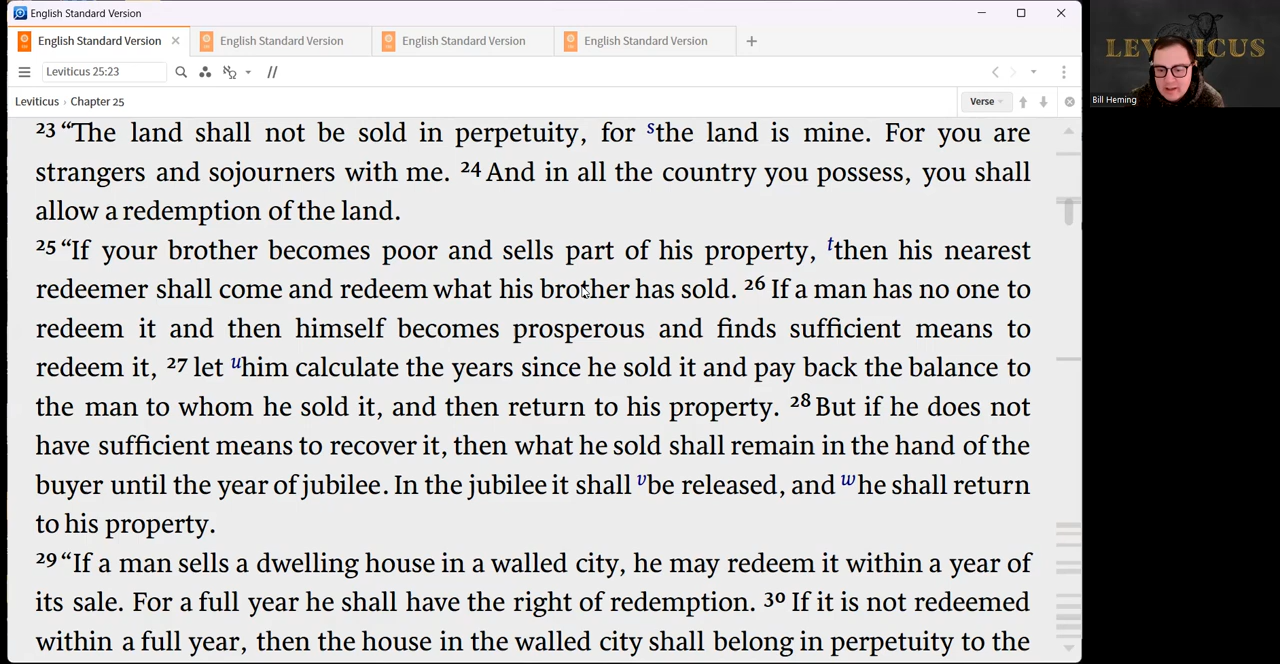 English Standard Version
English Standard Version
English Standard Version
English Standard Version
English Standard Version
Leviticus 25:23
Leviticus › Chapter 25
Verse
23 “The land shall not be sold in perpetuity, for sthe land is mine. For you are
strangers and sojourners with me. 24 And in all the country you possess, you shall
allow a redemption of the land.
25 “If your brother becomes poor and sells part of his property, tthen his nearest
redeemer shall come and redeem what his brother has sold. 26 If a man has no one to
redeem it and then himself becomes prosperous and finds sufficient means to
redeem it, 27 let uhim calculate the years since he sold it and pay back the balance to
the man to whom he sold it, and then return to his property. 28 But if he does not
have sufficient means to recover it, then what he sold shall remain in the hand of the
buyer until the year of jubilee. In the jubilee it shall vbe released, and whe shall return
to his property.
29 “If a man sells a dwelling house in a walled city, he may redeem it within a year of
its sale. For a full year he shall have the right of redemption. 30 If it is not redeemed
within a full year, then the house in the walled city shall belong in perpetuity to the
Bill Heming